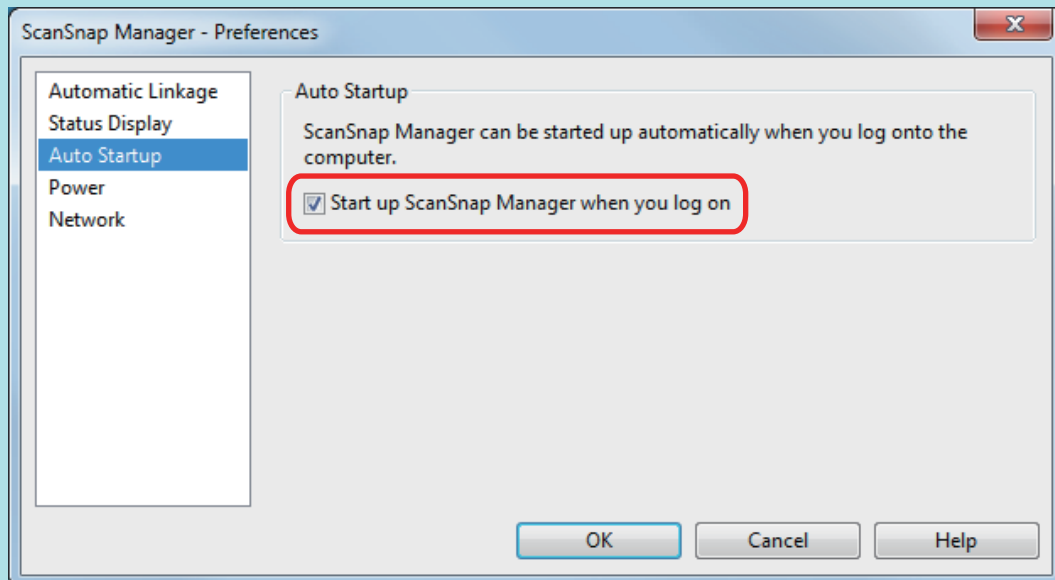 ScanSnap Manager - Preferences
Automatic Linkage
Status Display
Auto Startup
Power
Network
Auto Startup
ScanSnap Manager can be started up automatically when you log onto the
computer.
Start up ScanSnap Manager when you log on
OK
Cancel
Help